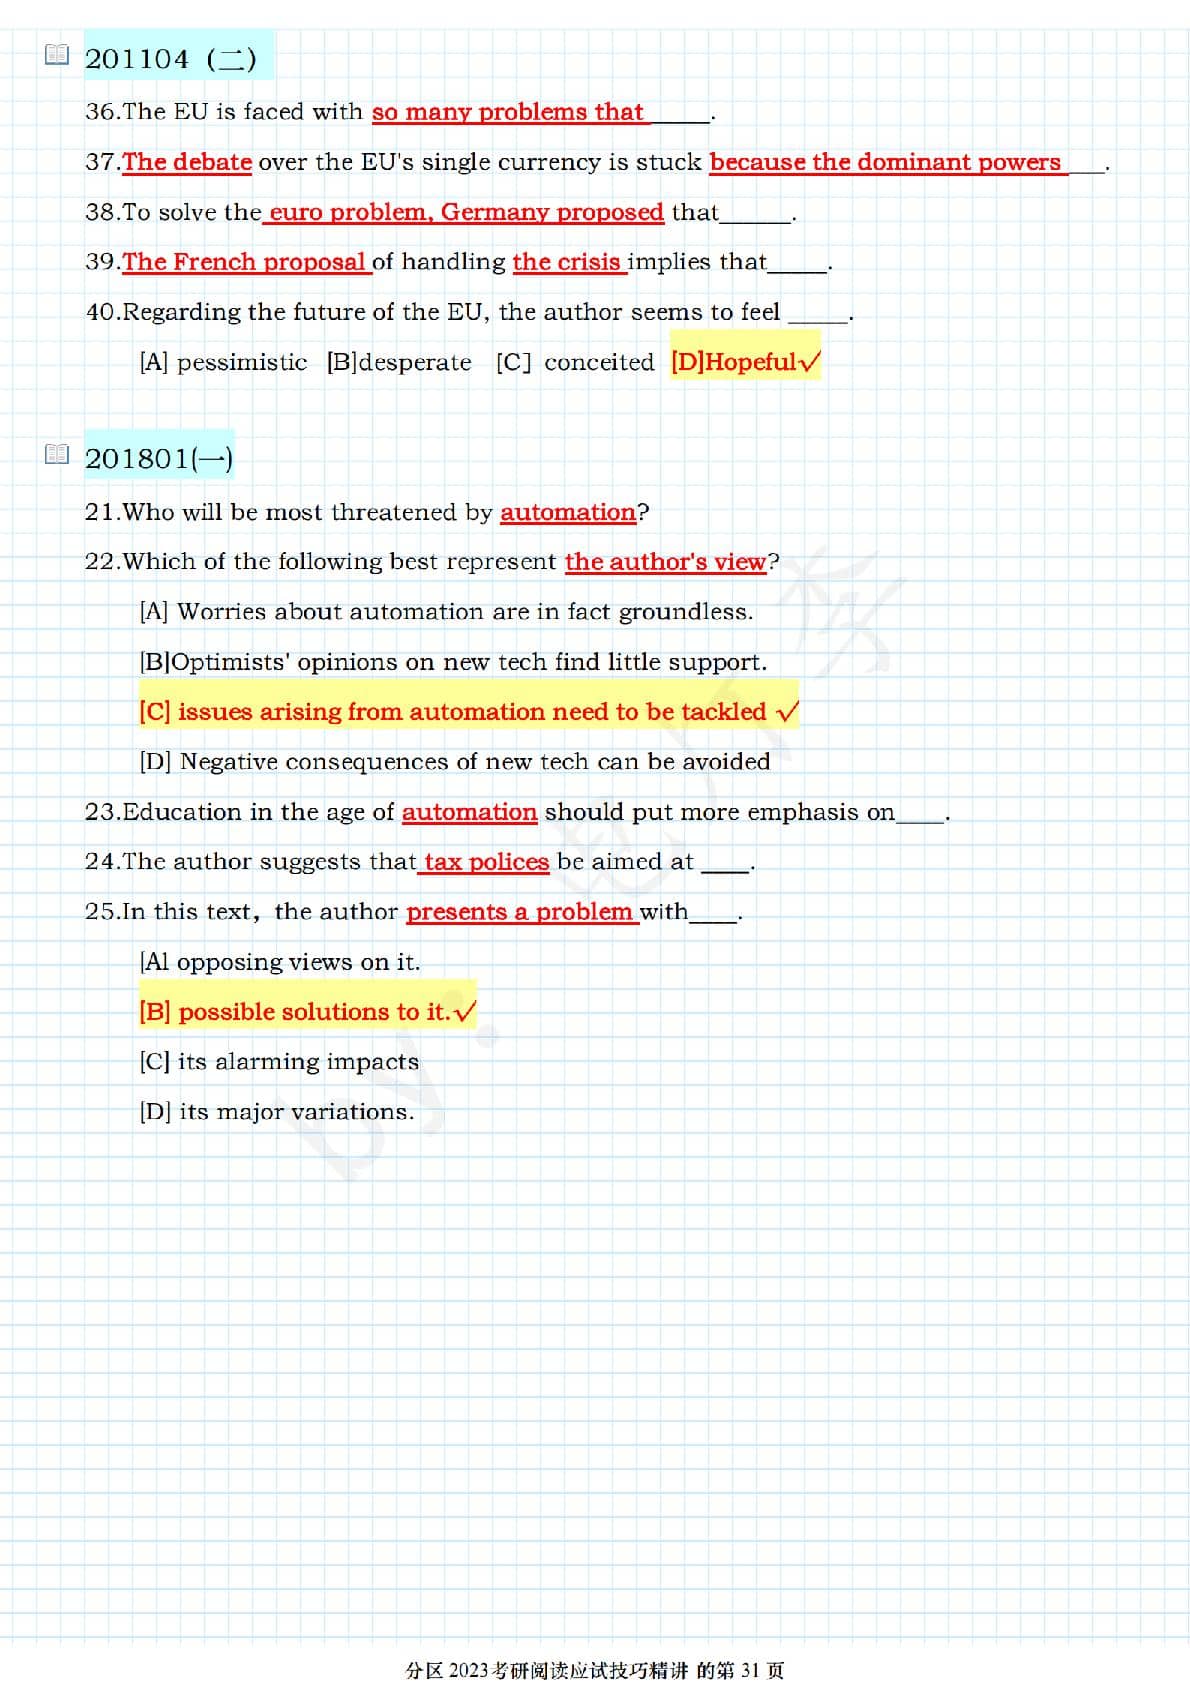 201104（二）
36.The EU is faced with so many problems that _____.
37.The debate over the EU's single currency is stuck because the dominant powers ___.
38.To solve the euro problem, Germany proposed that______.
39.The French proposal of handling the crisis implies that_____.
40.Regarding the future of the EU, the author seems to feel _____.
[A] pessimistic [B]desperate [C] conceited [D]Hopeful✓
201801(一)
21.Who will be most threatened by automation?
22.Which of the following best represent the author's view?
[A] Worries about automation are in fact groundless.
[B]Optimists' opinions on new tech find little support.
[C] issues arising from automation need to be tackled ✓
[D] Negative consequences of new tech can be avoided
23.Education in the age of automation should put more emphasis on____.
24.The author suggests that tax polices be aimed at ____.
25.In this text，the author presents a problem with____.
[Al opposing views on it.
[B] possible solutions to it.✓
[C] its alarming impacts
[D] its major variations.
by:
分区 2023考研阅读应试技巧精讲 的第 31 页